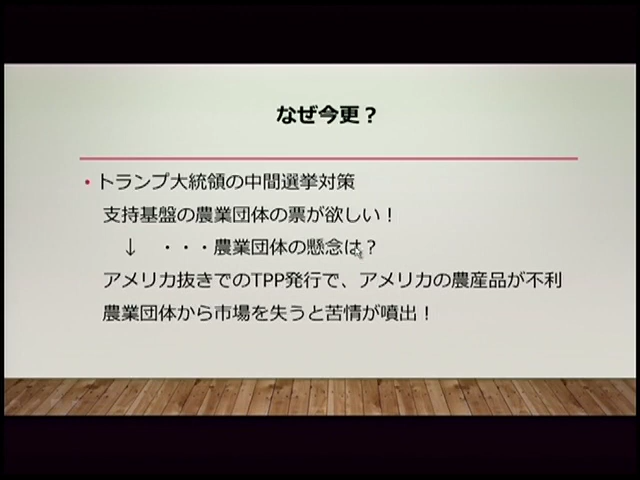 なぜ今更？
・トランプ大統領の中間選挙対策
支持基盤の農業団体の票が欲しい！
↓　・・・農業団体の懸念は？
アメリカ抜きでのTPP発行で、アメリカの農産品が不利
農業団体から市場を失うと苦情が噴出！